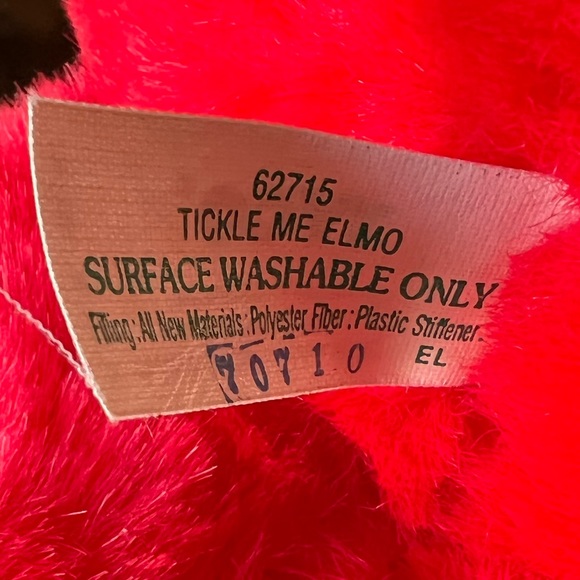 62715
TICKLE ME ELMO
SURFACE WASHABLE ONLY
Filling: All New Materials: Polyester Fiber: Plastic Stiffener.
70710 EL